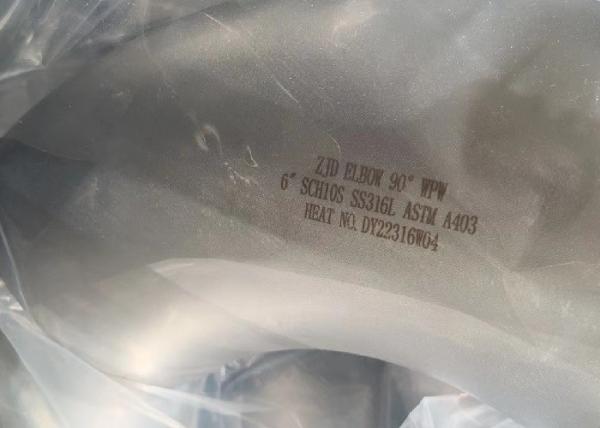 ZJD ELBOW 90° WPW
6" SCH10S SS316L ASTM A403
HEAT NO. DY22316W04